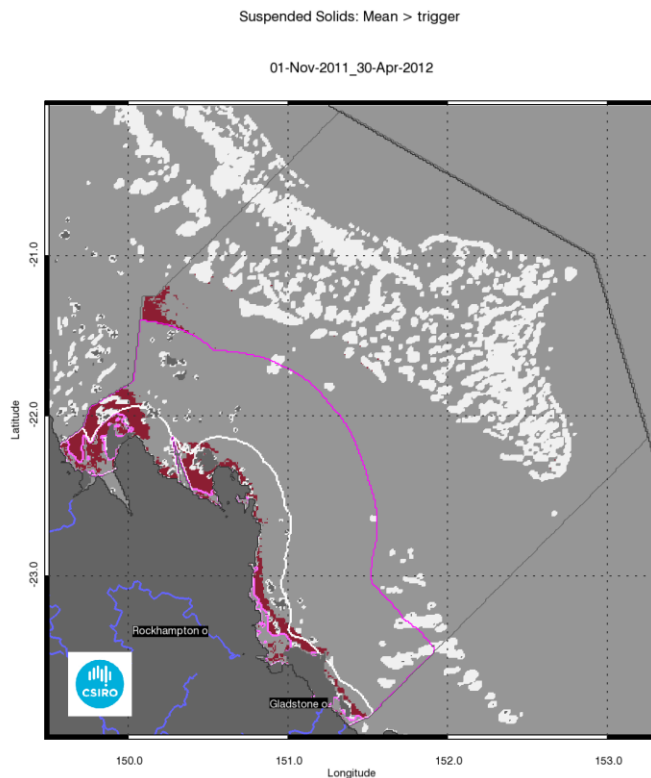 Suspended Solids: Mean > trigger
01-Nov-2011_30-Apr-2012
-21.0
-22.0
-23.0
Latitude
Rockhampton o
Gladstone o
CSIRO
150.0 151.0 152.0 153.0
Longitude